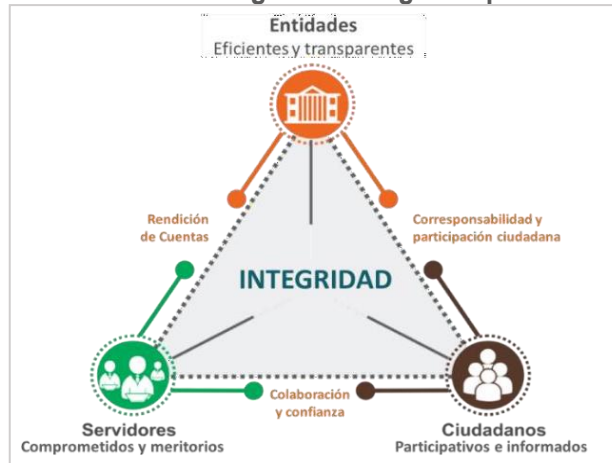 Entidades
Eficientes y transparentes
Rendición
de Cuentas
Corresponsabilidad y
participación ciudadana
INTEGRIDAD
Colaboración
y confianza
Servidores
Comprometidos y meritorios
Ciudadanos
Participativos e informados